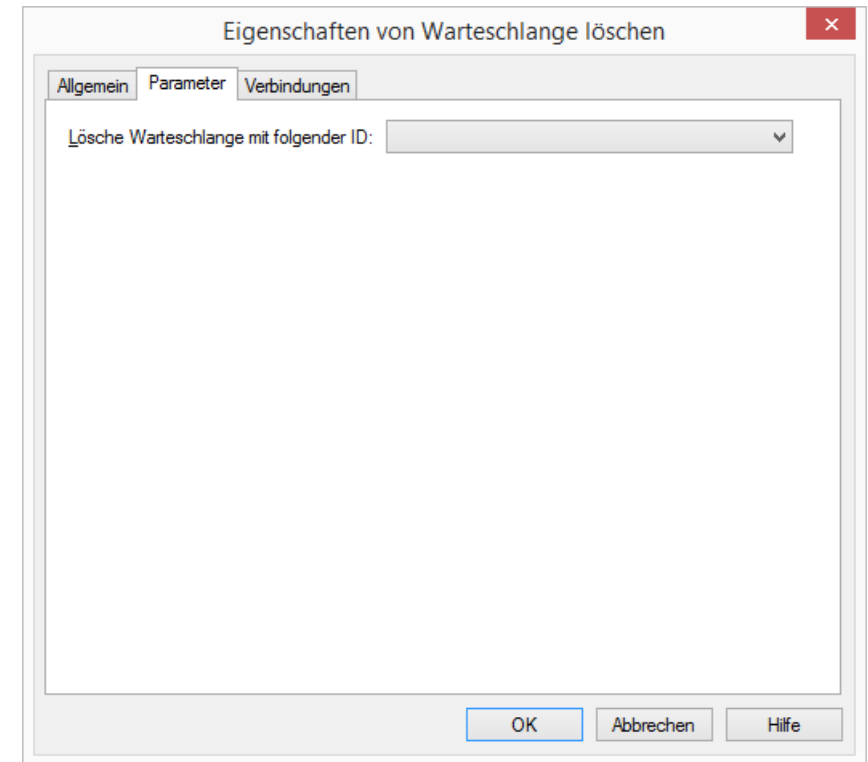 Eigenschaften von Warteschlange löschen
Allgemein Parameter Verbindungen
Lösche Warteschlange mit folgender ID:
OK Abbrechen Hilfe